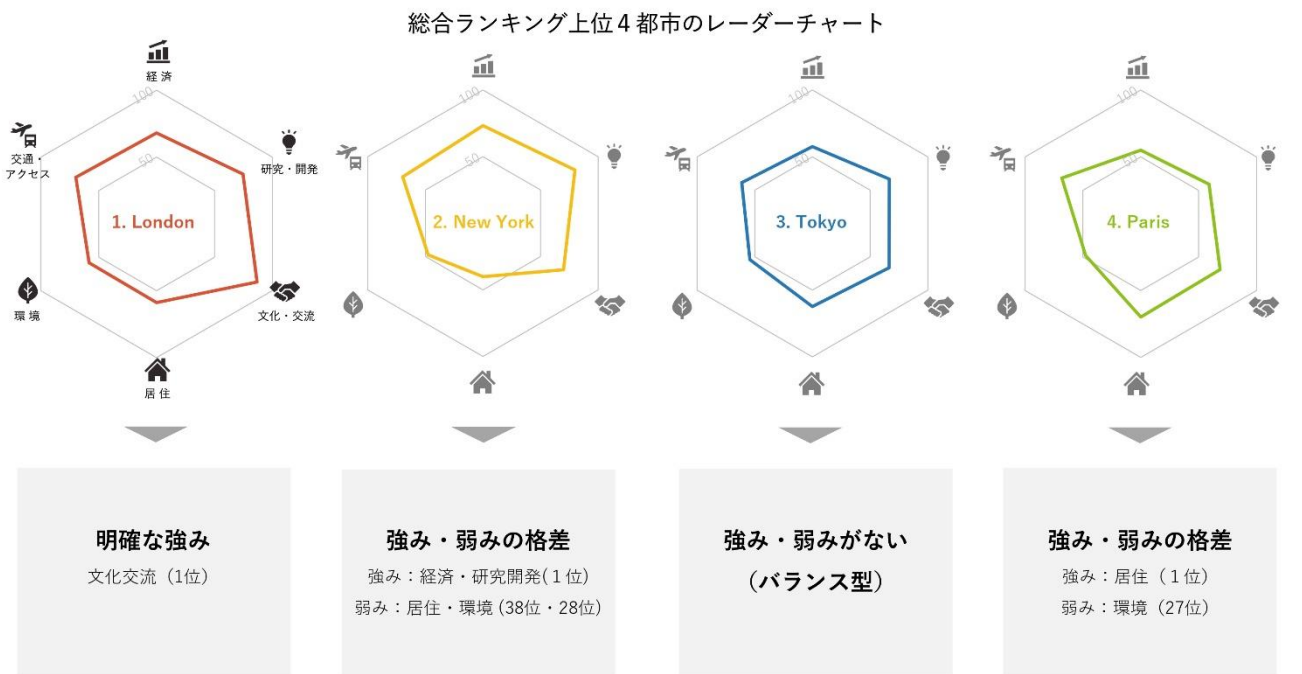 総合ランキング上位4都市のレーダーチャート
経済
100
50
交通・
アクセス
研究・開発
1. London
環境
文化・交流
居住
100
50
2. New York
100
50
3. Tokyo
100
50
4. Paris
明確な強み
文化交流（1位）
強み・弱みの格差
強み：経済・研究開発(１位)
弱み：居住・環境 (38位・28位)
強み・弱みがない
（バランス型）
強み・弱みの格差
強み：居住（１位）
弱み：環境（27位）